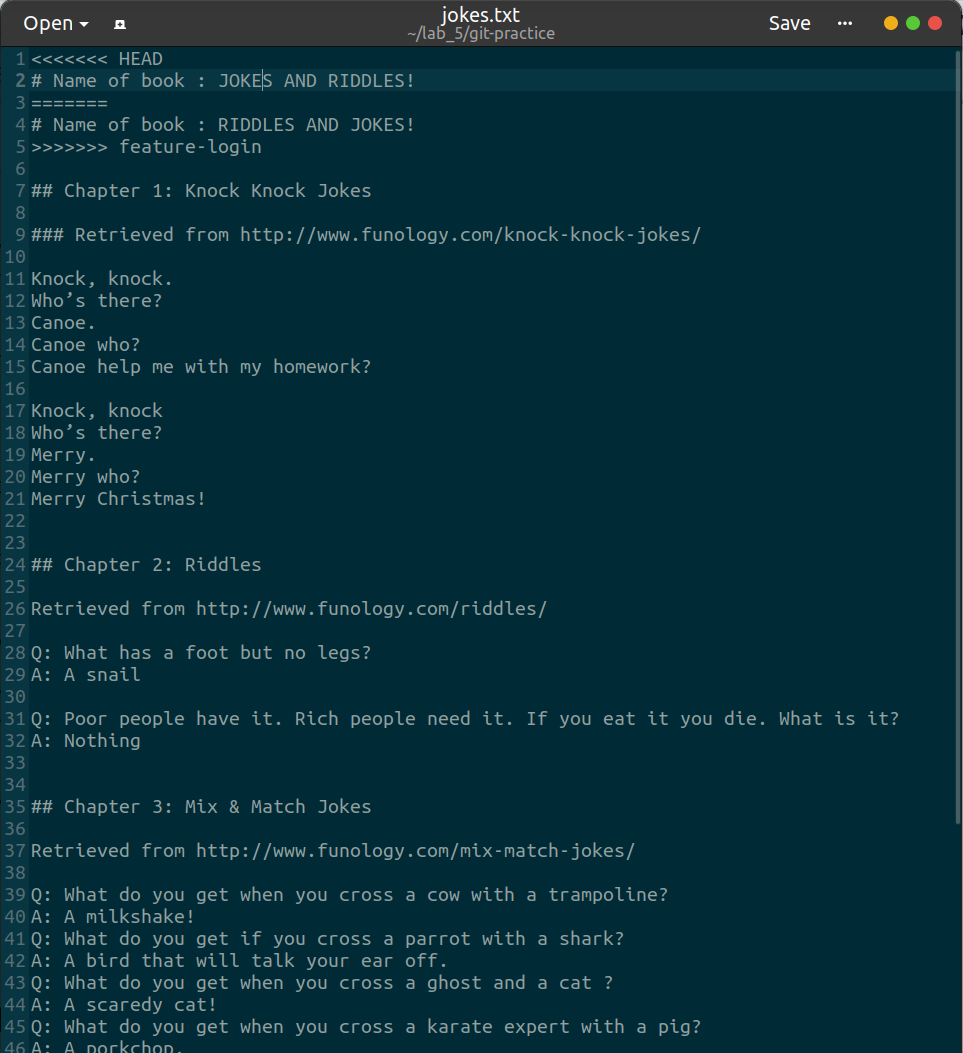 Open
jokes.txt
~/lab_5/git-practice
Save
1 <<<<<<< HEAD
2 # Name of book : JOKES AND RIDDLES!
3 =======
4 # Name of book : RIDDLES AND JOKES!
5 >>>>>>> feature-login
6
7 ## Chapter 1: Knock Knock Jokes
8
9 ### Retrieved from http://www.funology.com/knock-knock-jokes/
10
11 Knock, knock.
12 Who’s there?
13 Canoe.
14 Canoe who?
15 Canoe help me with my homework?
16
17 Knock, knock
18 Who’s there?
19 Merry.
20 Merry who?
21 Merry Christmas!
22
23
24 ## Chapter 2: Riddles
25
26 Retrieved from http://www.funology.com/riddles/
27
28 Q: What has a foot but no legs?
29 A: A snail
30
31 Q: Poor people have it. Rich people need it. If you eat it you die. What is it?
32 A: Nothing
33
34
35 ## Chapter 3: Mix & Match Jokes
36
37 Retrieved from http://www.funology.com/mix-match-jokes/
38
39 Q: What do you get when you cross a cow with a trampoline?
40 A: A milkshake!
41 Q: What do you get if you cross a parrot with a shark?
42 A: A bird that will talk your ear off.
43 Q: What do you get when you cross a ghost and a cat ?
44 A: A scaredy cat!
45 Q: What do you get when you cross a karate expert with a pig?
46 A: A porkchop.